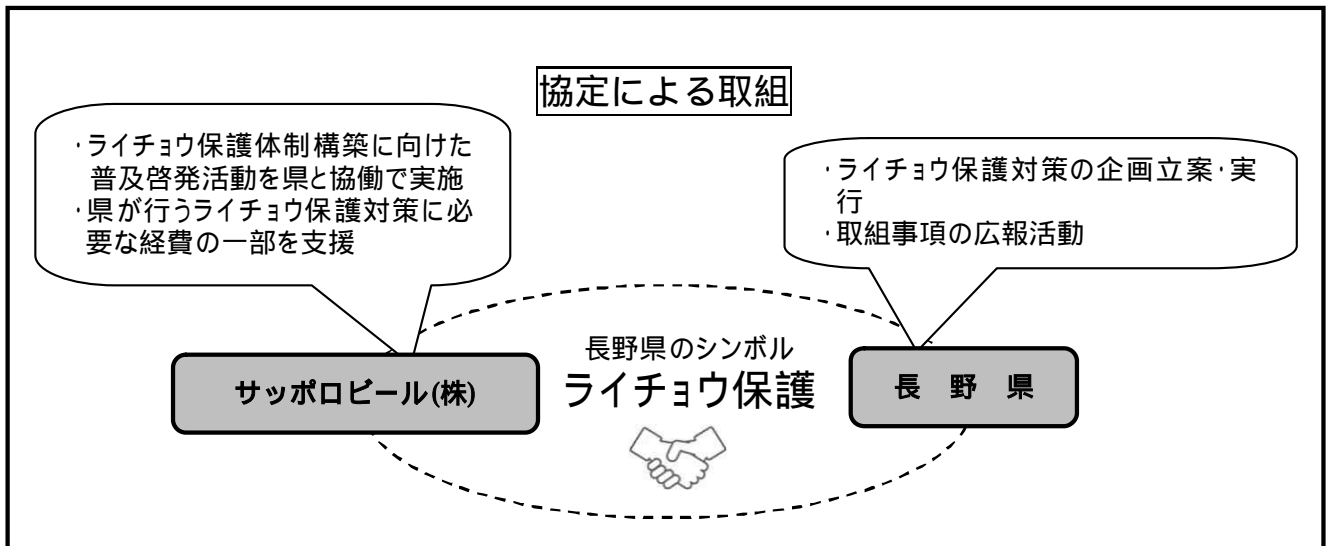 協定による取組
･ライチョウ保護体制構築に向けた
普及啓発活動を県と協働で実施
･県が行うライチョウ保護対策に必
要な経費の一部を支援
･ライチョウ保護対策の企画立案･実
行
･取組事項の広報活動
サッポロビール(株)
長野県のシンボル
ライチョウ保護
長　野　県